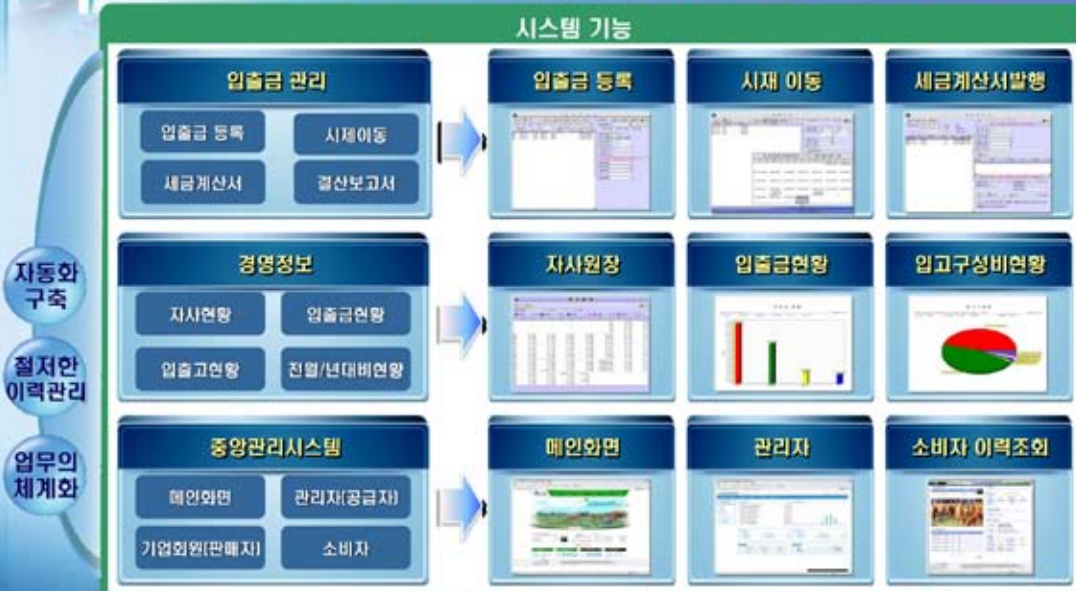 시스템 기능
입출금 관리
입출금 등록
시제이동
세금계산서
결산보고서
입출금 등록
시재 이동
세금계산서발행
자동화
구축
절저한
이력관리
업무의
체계화
경영정보
자사현황
입출금현황
입출고현황
전월/년대비현황
자사원장
입출금현황
입고구성비현황
중앙관리시스템
메인화면
관리자(공급자)
기업회원(판매자)
소비자
메인화면
관리자
소비자 이력조회